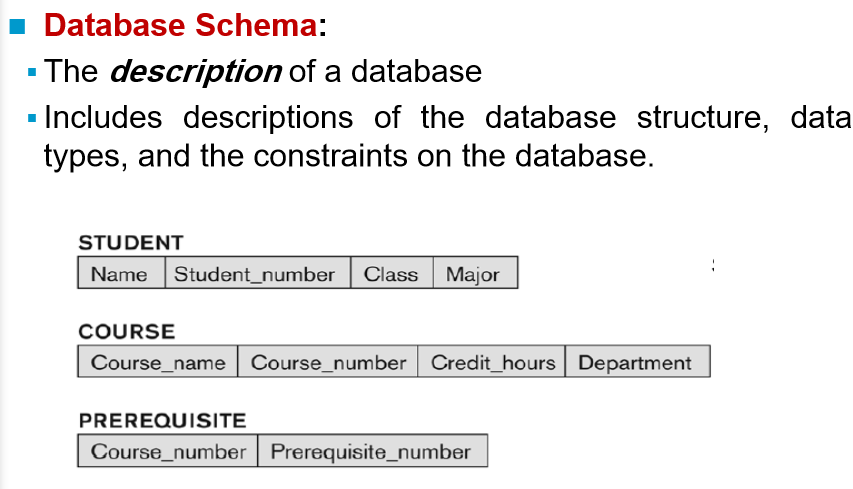 Database Schema:
The description of a database
Includes descriptions of the database structure, data
types, and the constraints on the database.
STUDENT
Name Student_number Class Major
COURSE
Course_name Course_number Credit_hours Department
PREREQUISITE
Course_number Prerequisite_number